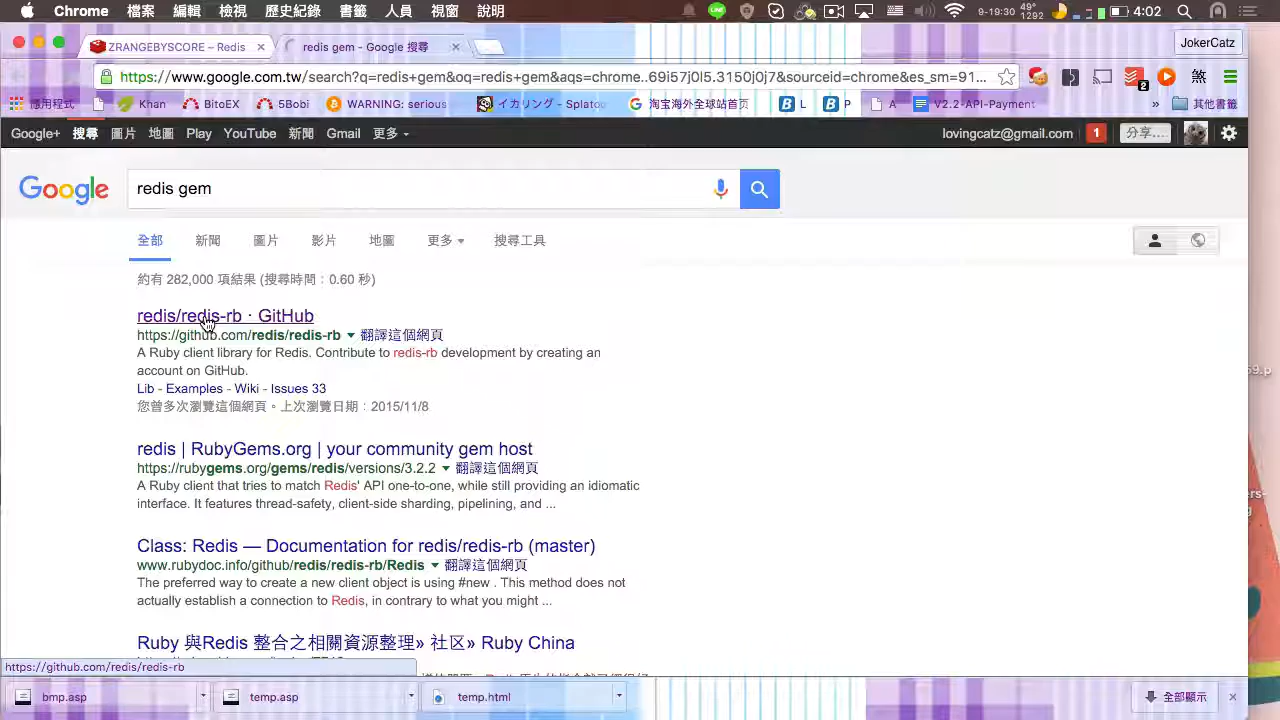 Chrome 檔案 編輯 檢視 歷史紀錄 書籤 人員 視窗 說明 9-19:30 48° 1292 4:02
ZRANGEBYSCORE – Redis × redis gem - Google 搜尋 × JokerCatz
https://www.google.com.tw/search?q=redis+gem&oq=redis+gem&aqs=chrome..69i57j0l5.3150j0j7&sourceid=chrome&es_sm=91... 2 煞
應用程式 Khan BitoEX 5Bobi WARNING: serious イカリング - Splatoo 淘宝海外全球站首页 B L B P A V2.2-API-Payment » 其他書籤
Google+ 搜尋 圖片 地圖 Play YouTube 新聞 Gmail 更多 lovingcatz@gmail.com 1 分享....
Google redis gem
全部 新聞 圖片 影片 地圖 更多 搜尋工具
約有 282,000 項結果 (搜尋時間：0.60 秒)
redis/redis-rb · GitHub
https://github.com/redis/redis-rb 翻譯這個網頁
A Ruby client library for Redis. Contribute to redis-rb development by creating an
account on GitHub.
Lib - Examples - Wiki - Issues 33
您曾多次瀏覽這個網頁。上次瀏覽日期：2015/11/8
redis | RubyGems.org | your community gem host
https://rubygems.org/gems/redis/versions/3.2.2 翻譯這個網頁
A Ruby client that tries to match Redis' API one-to-one, while still providing an idiomatic
interface. It features thread-safety, client-side sharding, pipelining, and ...
Class: Redis — Documentation for redis/redis-rb (master)
www.rubydoc.info/github/redis/redis-rb/Redis 翻譯這個網頁
The preferred way to create a new client object is using #new . This method does not
actually establish a connection to Redis, in contrary to what you might ...
Ruby 與Redis 整合之相關資源整理» 社区» Ruby China
https://github.com/redis/redis-rb
bmp.asp temp.asp temp.html 全部顯示 ×